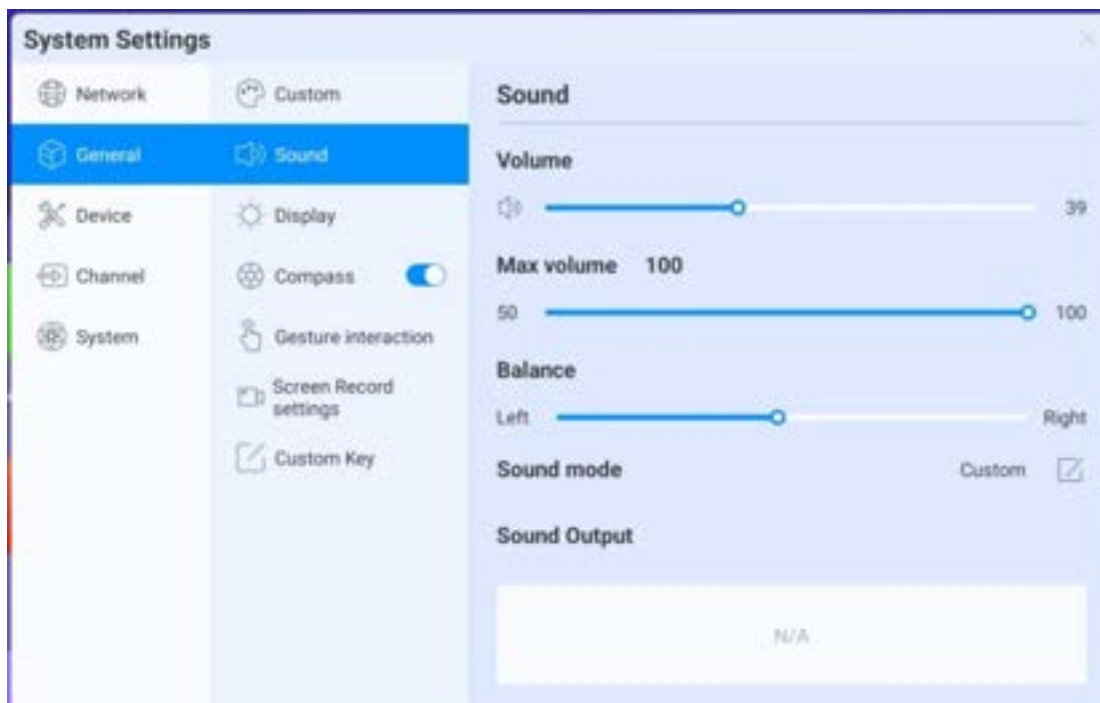 System Settings
Network
General
Device
Channel
System
Custom
Sound
Display
Compass
Gesture interaction
Screen Record
settings
Custom Key
Sound
Volume
39
Max volume 100
50 100
Balance
Left Right
Sound mode Custom
Sound Output
N/A